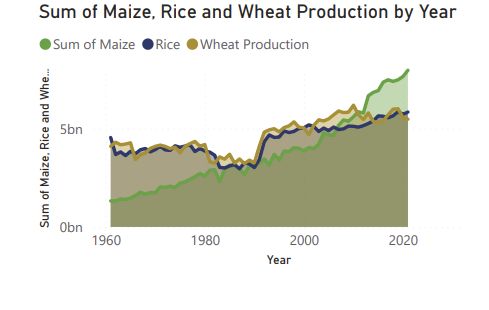 Sum of Maize, Rice and Wheat Production by Year
Sum of Maize Rice Wheat Production
Sum of Maize, Rice and Whe...
5bn
0bn
1960 1980 2000 2020
Year